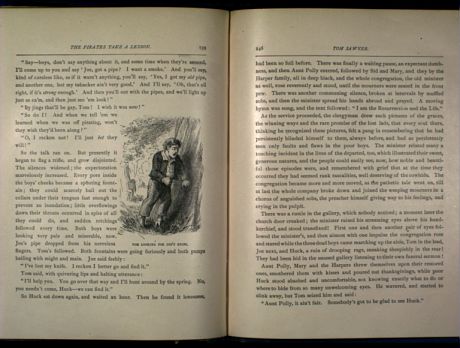 THE PIRATES TAKE A LESSON.
"Say—boys, don't say anything about it, and some time when they're around,
I'll come up to you and say 'Joe, got a pipe? I want a smoke.' And you'll say,
kind of careless like, as if it warn't anything, you'll say, 'Yes, I got my old pipe,
and another one, but my tobacker ain't very good.' And I'll say, 'Oh, that's all
right, if it's strong enough.' And then you'll out with the pipes, and we'll light up
just as ca'm, and then just see 'em look!"
"By jings that'll be gay, Tom! I wish it was now!"
"So do I! And when we tell 'em we
learned when we was off pirating, won't
they wish they'd been along?"
"O, I reckon not! I'll just bet they
will!"
So the talk ran on. But presently it
began to flag a trifle, and grow disjointed.
The silences widened; the expectoration
marvelously increased. Every pore inside
the boys' cheeks became a spouting foun-
tain; they could scarcely bail out the
cellars under their tongues fast enough to
prevent an inundation; little overflowings
down their throats occurred in spite of all
they could do, and sudden retchings
followed every time. Both boys were
looking very pale and miserable, now.
Joe's pipe dropped from his nerveless
fingers. Tom's followed. Both fountains were going furiously and both pumps
bailing with might and main. Joe said feebly:
"I've lost my knife. I reckon I better go and find it."
Tom said, with quivering lips and halting utterance:
"I'll help you. You go over that way and I'll hunt around by the spring. No,
you needn't come, Huck—we can find it."
So Huck sat down again, and waited an hour. Then he found it lonesome,
TOM LOOKING FOR JOE'S KNIFE.
TOM SAWYER.
had been so full before. There was finally a waiting pause, an expectant dumb-
ness, and then Aunt Polly entered, followed by Sid and Mary, and they by the
Harper family, all in deep black, and the whole congregation, the old minister
as well, rose reverently and stood, until the mourners were seated in the front
pew. There was another communing silence, broken at intervals by muffled
sobs, and then the minister spread his hands abroad and prayed. A moving
hymn was sung, and the text followed: "I am the Resurrection and the Life."
As the service proceeded, the clergyman drew such pictures of the graces,
the winning ways and the rare promise of the lost lads, that every soul there,
thinking he recognized these pictures, felt a pang in remembering that he had
persistently blinded himself to them, always before, and had as persistently
seen only faults and flaws in the poor boys. The minister related many a
touching incident in the lives of the departed, too, which illustrated their sweet,
generous natures, and the people could easily see, now, how noble and beauti-
ful those episodes were, and remembered with grief that at the time they
occurred they had seemed rank rascalities, well deserving of the cowhide. The
congregation became more and more moved, as the pathetic tale went on, till
at last the whole company broke down and joined the weeping mourners in a
chorus of anguished sobs, the preacher himself giving way to his feelings, and
crying in the pulpit.
There was a rustle in the gallery, which nobody noticed; a moment later the
church door creaked; the minister raised his streaming eyes above his hand-
kerchief, and stood transfixed! First one and then another pair of eyes fol-
lowed the minister's, and then almost with one impulse the congregation rose
and stared while the three dead boys came marching up the aisle, Tom in the lead,
Joe next, and Huck, a ruin of drooping rags, sneaking sheepishly in the rear!
They had been hid in the unused gallery listening to their own funeral sermon!
Aunt Polly, Mary and the Harpers threw themselves upon their restored
ones, smothered them with kisses and poured out thanksgivings, while poor
Huck stood abashed and uncomfortable, not knowing exactly what to do or
where to hide from so many unwelcoming eyes. He wavered, and started to
slink away, but Tom seized him and said:
"Aunt Polly, it ain't fair. Somebody's got to be glad to see Huck."